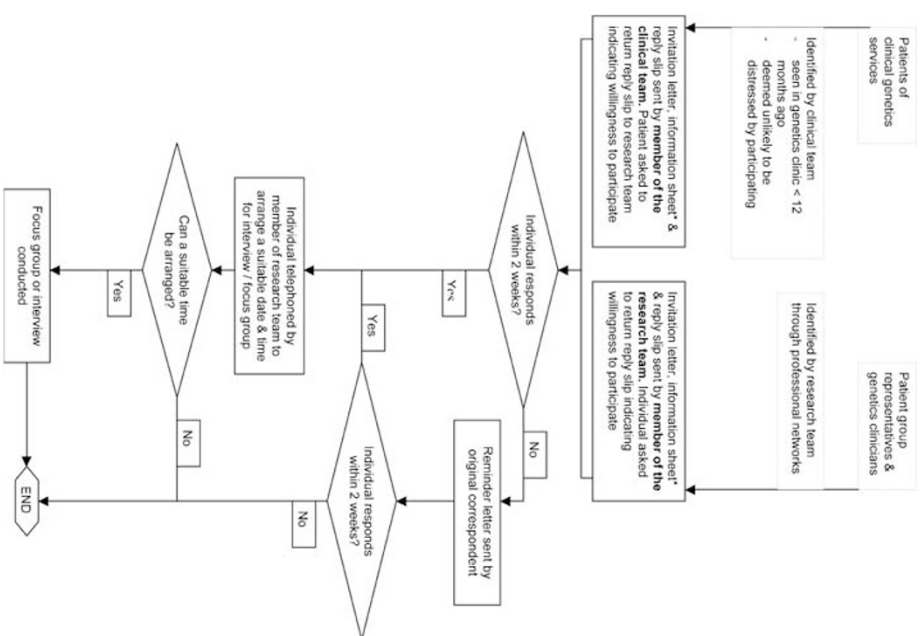 Patients of
clinical genetics
services
Patient group
representatives &
genetics clinicians
Identified by clinical team
- seen in genetics clinic < 12
months ago
- deemed unlikely to be
distressed by participating
Identified by research team
through professional networks
Invitation letter, information sheet* &
reply slip sent by member of the
clinical team. Patient asked to
return reply slip to research team
indicating willingness to participate
Invitation letter, information sheet*
& reply slip sent by member of the
research team. Individual asked
to return reply slip indicating
willingness to participate
Individual responds
within 2 weeks?
Yes
No
Reminder letter sent by
original correspondent
Individual responds
within 2 weeks?
Yes
No
Individual telephoned by
member of research team to
arrange a suitable date & time
for interview / focus group
Can a suitable time
be arranged?
Yes
No
Focus group or interview
conducted
END